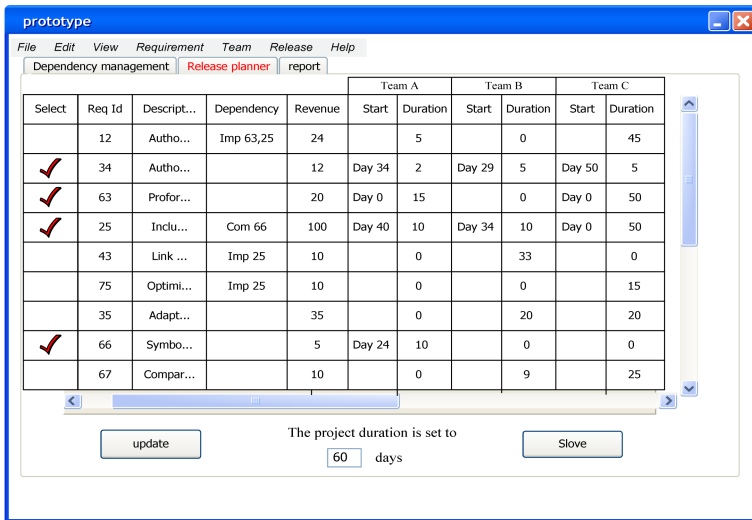 prototype
File Edit View Requirement Team Release Help
Dependency management Release planner report
Team A Team B Team C
Select Req Id Descript... Dependency Revenue Start Duration Start Duration Start Duration
12 Autho... Imp 63,25 24 5 0 45
34 Autho... 12 Day 34 2 Day 29 5 Day 50 5
63 Profor... 20 Day 0 15 0 Day 0 50
25 Inclu... Com 66 100 Day 40 10 Day 34 10 Day 0 50
43 Link ... Imp 25 10 0 33 0
75 Optimi... Imp 25 10 0 0 15
35 Adapt... 35 0 20 20
66 Symbo... 5 Day 24 10 0 0
67 Compar... 10 0 9 25
The project duration is set to
update 60 days Slove